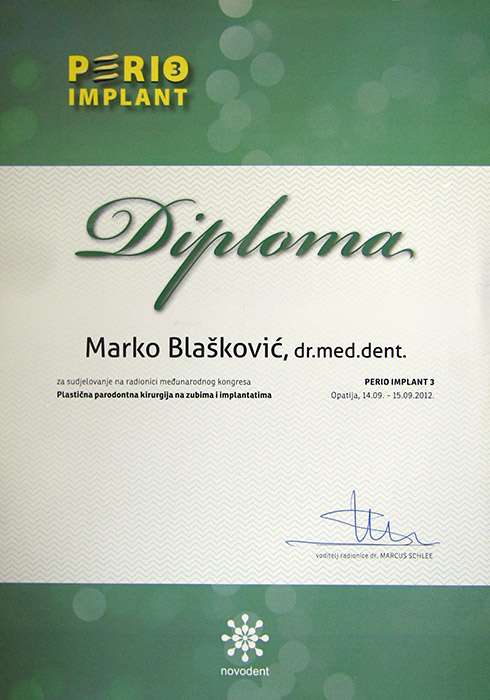 PERIO 3
IMPLANT
Diploma
Marko Blašković, dr.med.dent.
za sudjelovanje na radionici međunarodnog kongresa
Plastična parodontna kirurgija na zubima i implantatima
PERIO IMPLANT 3
Opatija, 14.09. - 15.09.2012.
voditelj radionice dr. MARCUS SCHLEE
novodent